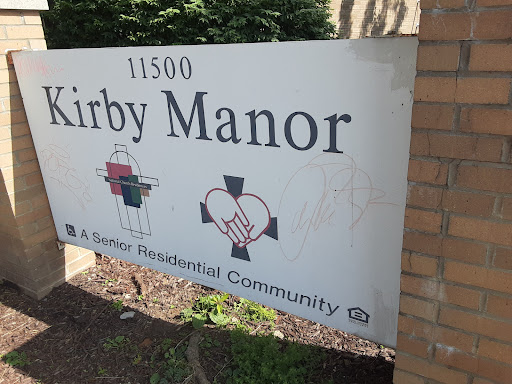 11500
Kirby Manor
A Senior Residential Community